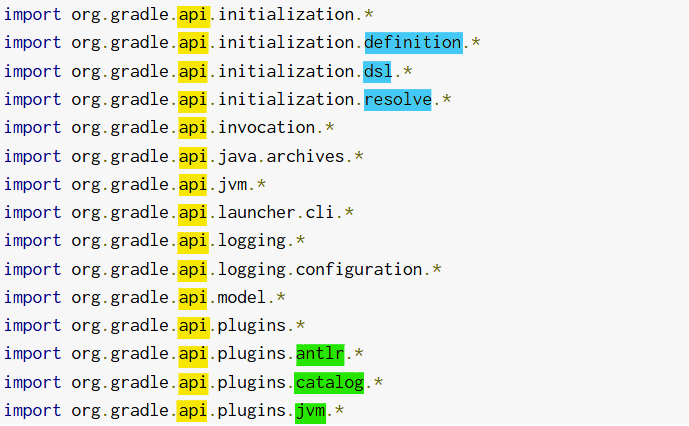 import org.gradle.api.initialization.*
import org.gradle.api.initialization.definition.*
import org.gradle.api.initialization.dsl.*
import org.gradle.api.initialization.resolve.*
import org.gradle.api.invocation.*
import org.gradle.api.java.archives.*
import org.gradle.api.jvm.*
import org.gradle.api.launcher.cli.*
import org.gradle.api.logging.*
import org.gradle.api.logging.configuration.*
import org.gradle.api.model.*
import org.gradle.api.plugins.*
import org.gradle.api.plugins.antlr.*
import org.gradle.api.plugins.catalog.*
import org.gradle.api.plugins.jvm.*